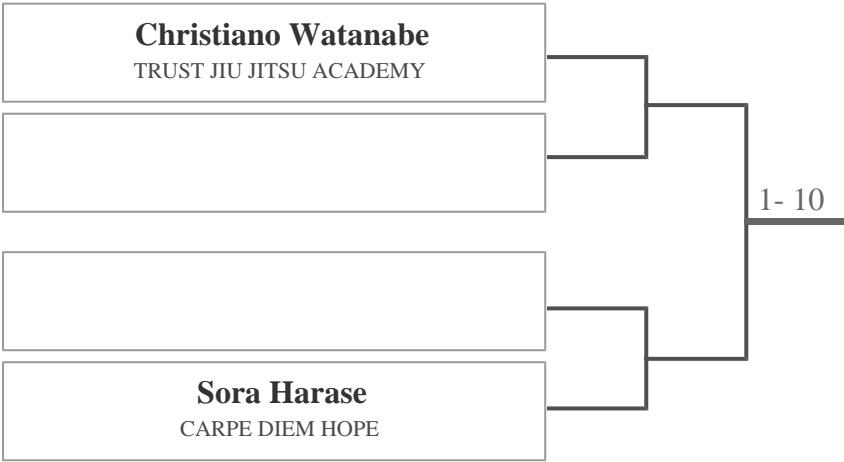 Christiano Watanabe
TRUST JIU JITSU ACADEMY
1- 10
Sora Harase
CARPE DIEM HOPE